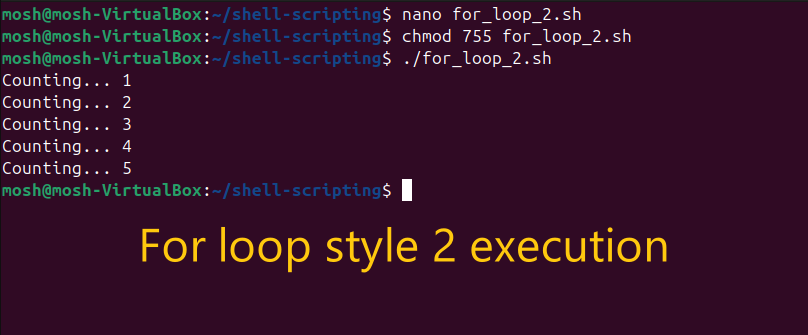 mosh@mosh-VirtualBox:~/shell-scripting$ nano for_loop_2.sh
mosh@mosh-VirtualBox:~/shell-scripting$ chmod 755 for_loop_2.sh
mosh@mosh-VirtualBox:~/shell-scripting$ ./for_loop_2.sh
Counting... 1
Counting... 2
Counting... 3
Counting... 4
Counting... 5
mosh@mosh-VirtualBox:~/shell-scripting$
For loop style 2 execution